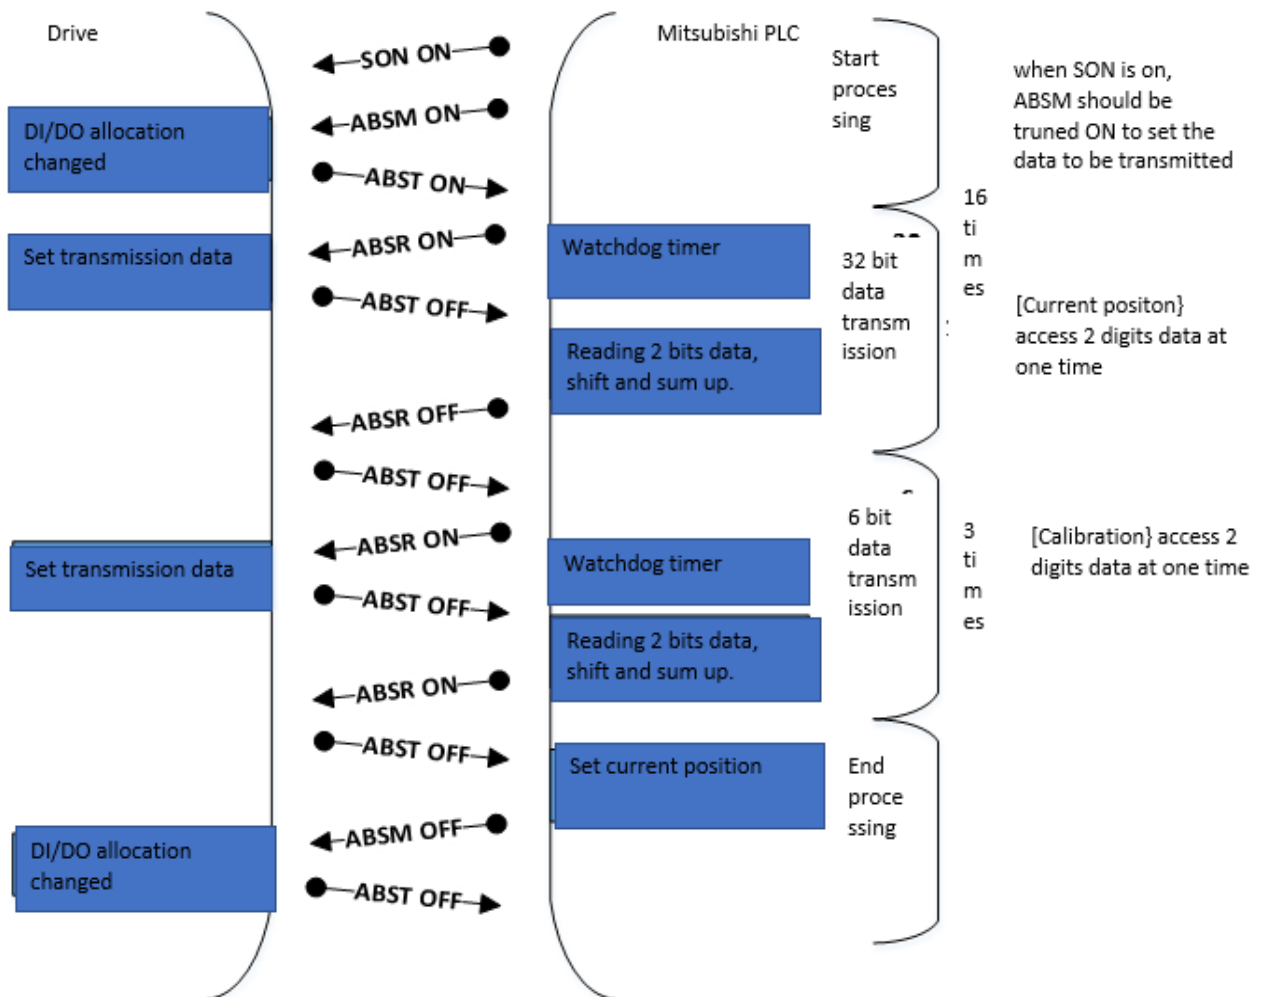 Drive
Mitsubishi PLC
SON ON
Start
proces
sing
when SON is on,
ABSM should be
truned ON to set the
data to be transmitted
ABSM ON
DI/DO allocation
changed
ABST ON
16
ti
m
es
ABSR ON
Set transmission data
Watchdog timer
32 bit
data
transm
ission
ABST OFF
[Current positon}
access 2 digits data at
one time
Reading 2 bits data,
shift and sum up.
ABSR OFF
ABST OFF
ABSR ON
6 bit
data
transm
ission
3
ti
m
es
[Calibration} access 2
digits data at one time
Set transmission data
Watchdog timer
ABST OFF
Reading 2 bits data,
shift and sum up.
ABSR ON
ABST OFF
Set current position
End
proce
ssing
ABSM OFF
DI/DO allocation
changed
ABST OFF